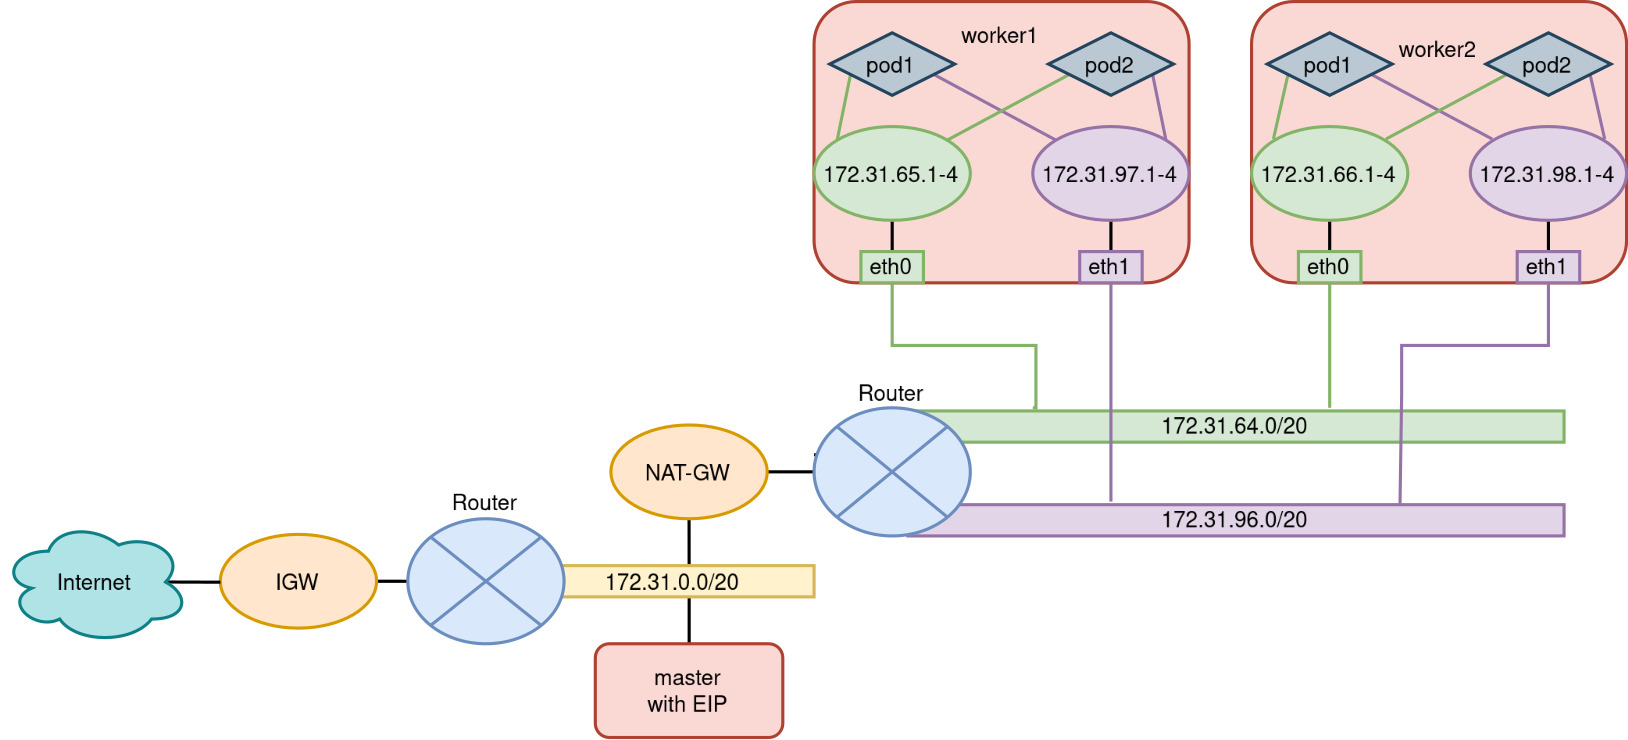 worker1
pod1
pod2
172.31.65.1-4
172.31.97.1-4
eth0
eth1
worker2
pod1
pod2
172.31.66.1-4
172.31.98.1-4
eth0
eth1
Router
172.31.64.0/20
172.31.96.0/20
NAT-GW
Router
Internet
IGW
172.31.0.0/20
master
with EIP